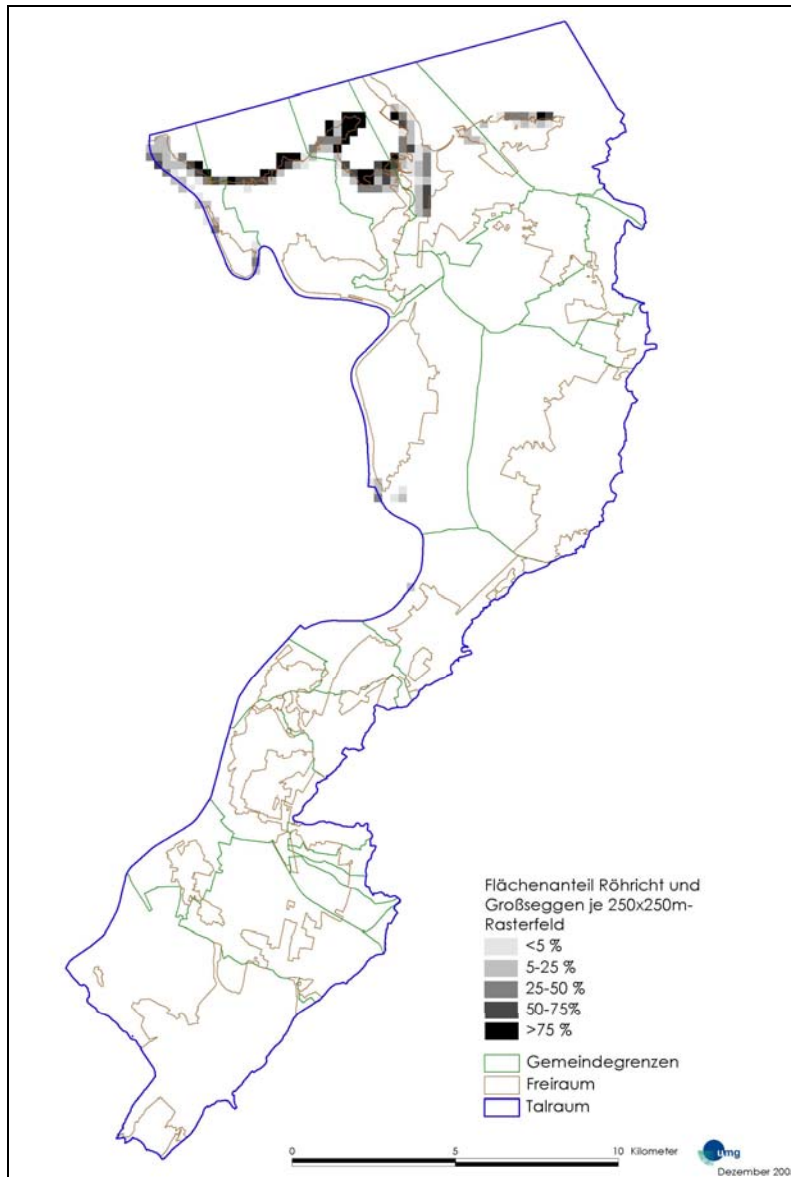 Flächenanteil Röhricht und
Großseggen je 250x250m-
Rasterfeld
<5 %
5-25 %
25-50 %
50-75%
>75 %
Gemeindegrenzen
Freiraum
Talraum
0 5 10 Kilometer
umg
Dezember